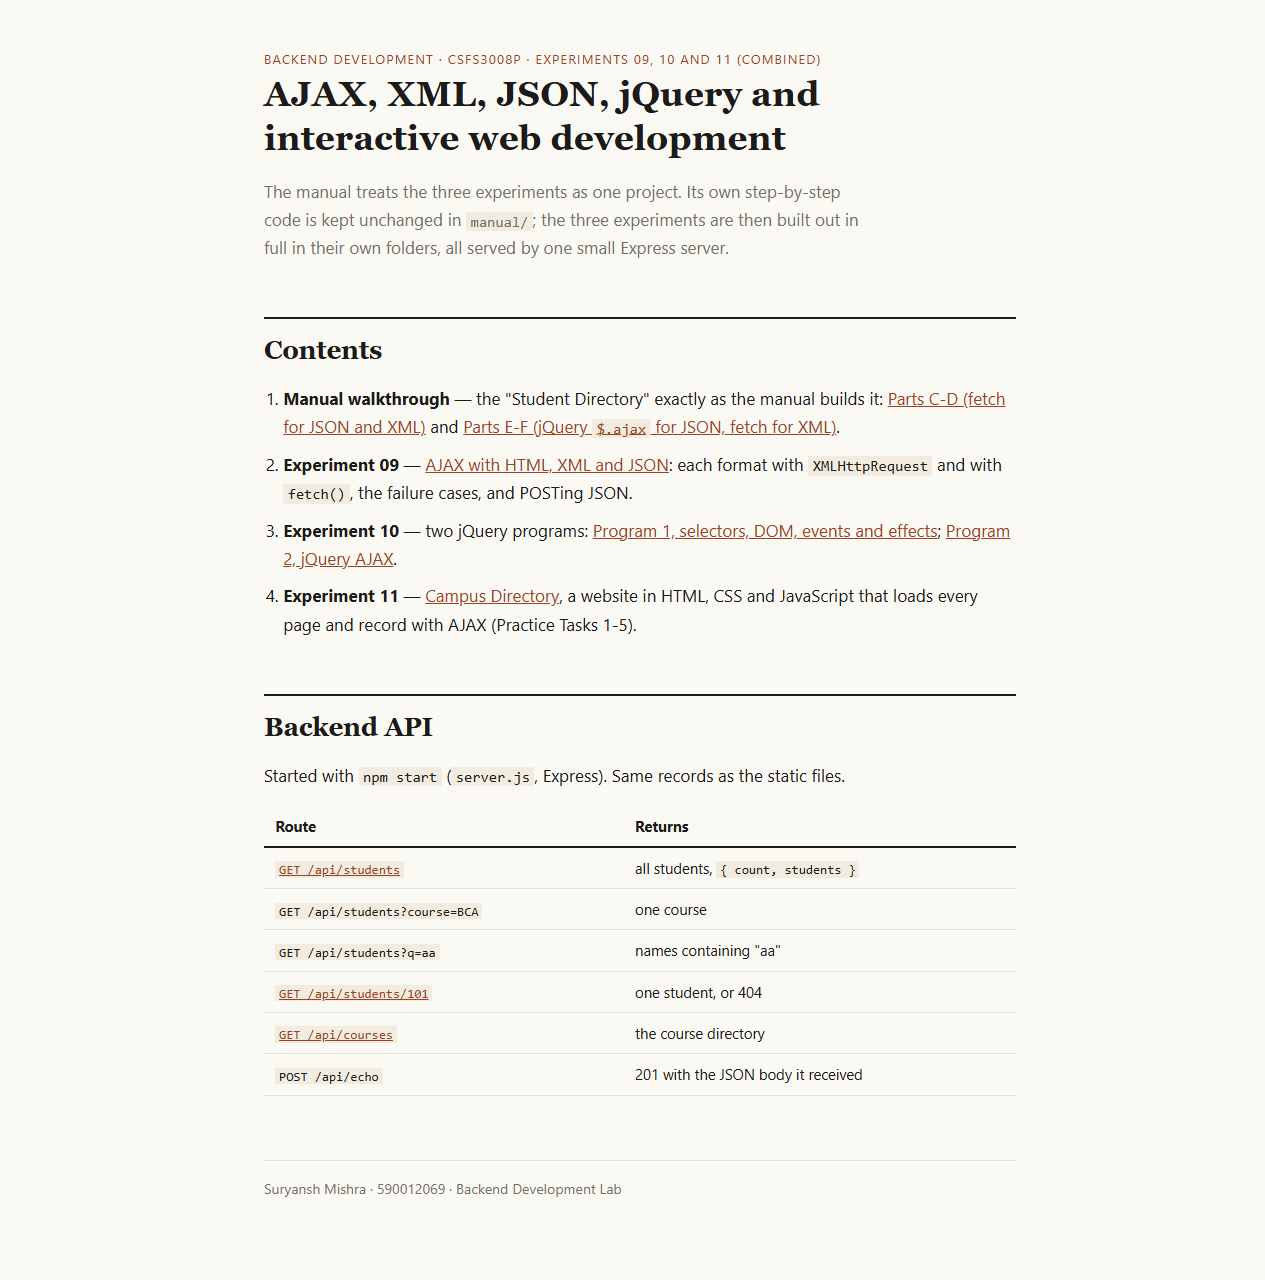 BACKEND DEVELOPMENT · CSFS3008P · EXPERIMENTS 09, 10 AND 11 (COMBINED)
AJAX, XML, JSON, jQuery and
interactive web development
The manual treats the three experiments as one project. Its own step-by-step
code is kept unchanged in manual/; the three experiments are then built out in
full in their own folders, all served by one small Express server.
Contents
1. Manual walkthrough — the "Student Directory" exactly as the manual builds it: Parts C-D (fetch
for JSON and XML) and Parts E-F (jQuery $.ajax for JSON, fetch for XML).
2. Experiment 09 — AJAX with HTML, XML and JSON: each format with XMLHttpRequest and with
fetch(), the failure cases, and POSTing JSON.
3. Experiment 10 — two jQuery programs: Program 1, selectors, DOM, events and effects; Program
2, jQuery AJAX.
4. Experiment 11 — Campus Directory, a website in HTML, CSS and JavaScript that loads every
page and record with AJAX (Practice Tasks 1-5).
Backend API
Started with npm start (server.js, Express). Same records as the static files.
Route Returns
GET /api/students all students, { count, students }
GET /api/students?course=BCA one course
GET /api/students?q=aa names containing "aa"
GET /api/students/101 one student, or 404
GET /api/courses the course directory
POST /api/echo 201 with the JSON body it received
Suryansh Mishra · 590012069 · Backend Development Lab